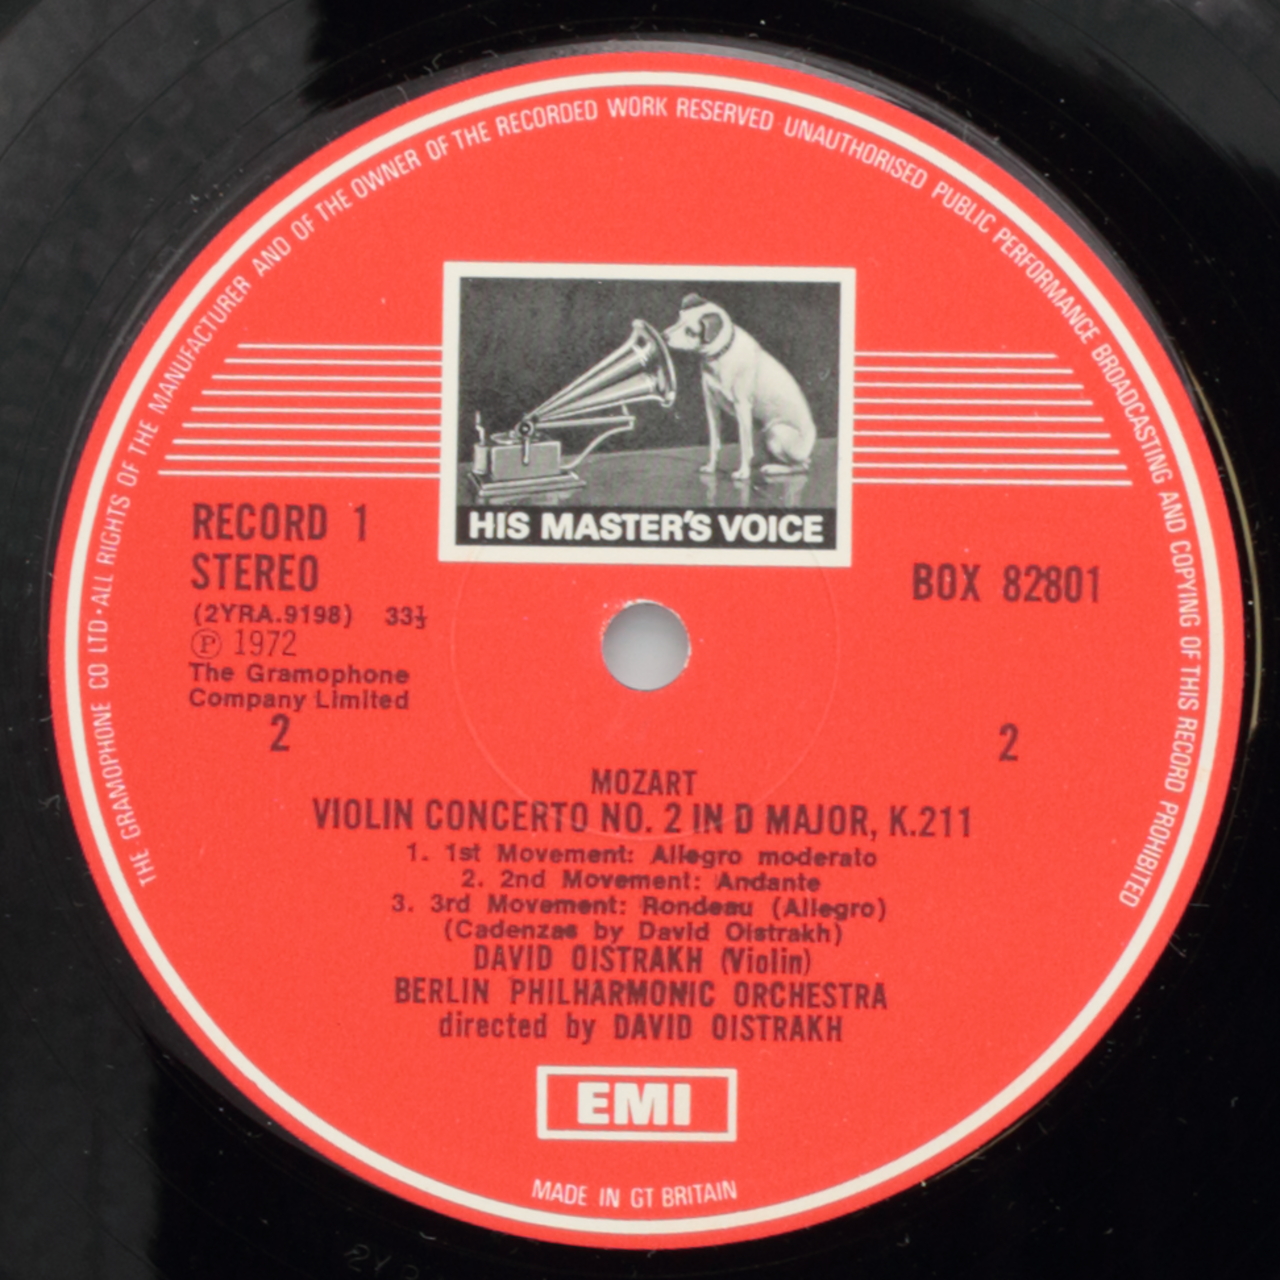 THE GRAMOPHONE CO LTD · ALL RIGHTS OF THE MANUFACTURER AND OF THE OWNER OF THE RECORDED WORK RESERVED UNAUTHORISED PUBLIC PERFORMANCE BROADCASTING AND COPYING OF THIS RECORD PROHIBITED
HIS MASTER'S VOICE
RECORD 1
STEREO
(2YRA.9198) 33⅓
Ⓟ 1972
The Gramophone
Company Limited
2
BOX 82801
2
MOZART
VIOLIN CONCERTO NO. 2 IN D MAJOR, K.211
1. 1st Movement: Allegro moderato
2. 2nd Movement: Andante
3. 3rd Movement: Rondeau (Allegro)
(Cadenzas by David Oistrakh)
DAVID OISTRAKH (Violin)
BERLIN PHILHARMONIC ORCHESTRA
directed by DAVID OISTRAKH
EMI
MADE IN GT BRITAIN